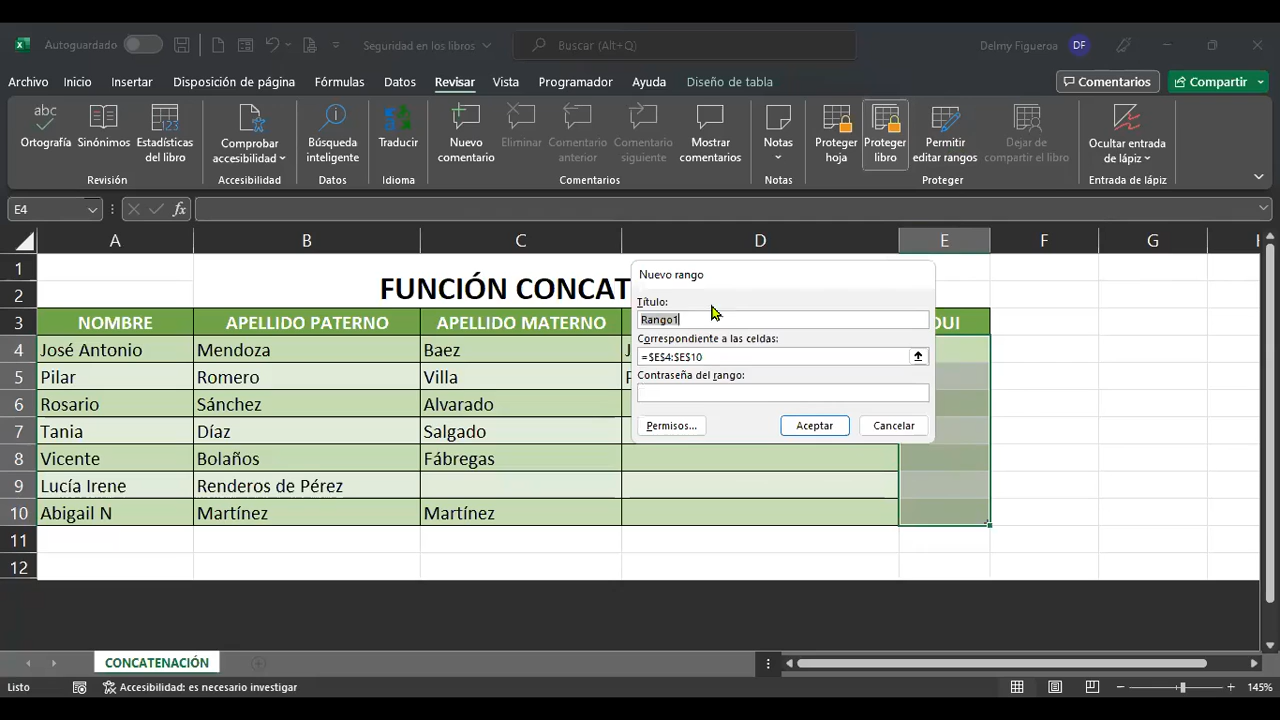 Autoguardado
Seguridad en los libros
Buscar (Alt+Q)
Delmy Figueroa
DF
Archivo Inicio Insertar Disposición de página Fórmulas Datos Revisar Vista Programador Ayuda Diseño de tabla
Comentarios
Compartir
abc
Ortografía
Sinónimos
123
Estadísticas
del libro
Revisión
Comprobar
accesibilidad
Accesibilidad
Búsqueda
inteligente
Datos
Traducir
Idioma
Nuevo
comentario
Eliminar
Comentario
anterior
Comentario
siguiente
Mostrar
comentarios
Comentarios
Notas
Notas
Proteger
hoja
Proteger
libro
Permitir
editar rangos
Dejar de
compartir el libro
Proteger
Ocultar entrada
de lápiz
Entrada de lápiz
E4
fx
A B C D E F G H
1
2 FUNCIÓN CONCAT
3 NOMBRE APELLIDO PATERNO APELLIDO MATERNO DUI
4 José Antonio Mendoza Baez J
5 Pilar Romero Villa
6 Rosario Sánchez Alvarado
7 Tania Díaz Salgado
8 Vicente Bolaños Fábregas
9 Lucía Irene Renderos de Pérez
10 Abigail N Martínez Martínez
11
12
Nuevo rango
Título:
Rango1
Correspondiente a las celdas:
=$E$4:$E$10
Contraseña del rango:
Permisos...
Aceptar
Cancelar
CONCATENACIÓN
Listo
Accesibilidad: es necesario investigar
145%